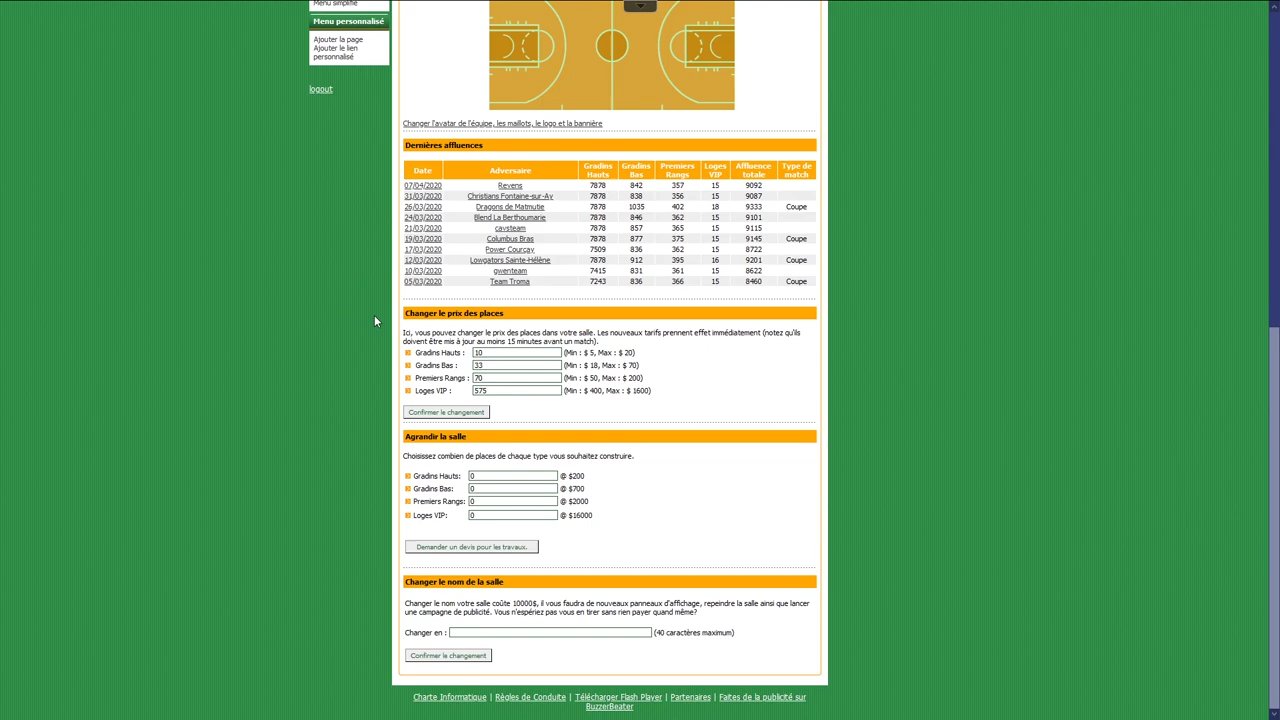 Menu simplifié
Menu personnalisé
Ajouter la page
Ajouter le lien
personnalisé
logout
Changer l'avatar de l'équipe, les maillots, le logo et la bannière
Dernières affluences
Date Adversaire Gradins Hauts Gradins Bas Premiers Rangs Loges VIP Affluence totale Type de match
07/04/2020 Revens 7878 842 357 15 9092
31/03/2020 Christians Fontaine-sur-Ay 7878 838 356 15 9087
26/03/2020 Dragons de Matmutie 7878 1035 402 18 9333 Coupe
24/03/2020 Blend La Berthoumarie 7878 846 362 15 9101
21/03/2020 cavsteam 7878 857 365 15 9115
19/03/2020 Columbus Bras 7878 877 375 15 9145 Coupe
17/03/2020 Power Courçay 7509 836 362 15 8722
12/03/2020 Lowgators Sainte-Hélène 7878 912 395 16 9201 Coupe
10/03/2020 gwenteam 7415 831 361 15 8622
05/03/2020 Team Troma 7243 836 366 15 8460 Coupe
Changer le prix des places
Ici, vous pouvez changer le prix des places dans votre salle. Les nouveaux tarifs prennent effet immédiatement (notez qu'ils
doivent être mis à jour au moins 15 minutes avant un match).
Gradins Hauts : 10 (Min : $ 5, Max : $ 20)
Gradins Bas : 33 (Min : $ 18, Max : $ 70)
Premiers Rangs : 70 (Min : $ 50, Max : $ 200)
Loges VIP : 575 (Min : $ 400, Max : $ 1600)
Confirmer le changement
Agrandir la salle
Choisissez combien de places de chaque type vous souhaitez construire.
Gradins Hauts: 0 @ $200
Gradins Bas: 0 @ $700
Premiers Rangs: 0 @ $2000
Loges VIP: 0 @ $16000
Demander un devis pour les travaux.
Changer le nom de la salle
Changer le nom votre salle coûte 10000$, il vous faudra de nouveaux panneaux d'affichage, repeindre la salle ainsi que lancer
une campagne de publicité. Vous n'espériez pas vous en tirer sans rien payer quand même?
Changer en : (40 caractères maximum)
Confirmer le changement
Charte Informatique | Règles de Conduite | Télécharger Flash Player | Partenaires | Faites de la publicité sur
BuzzerBeater